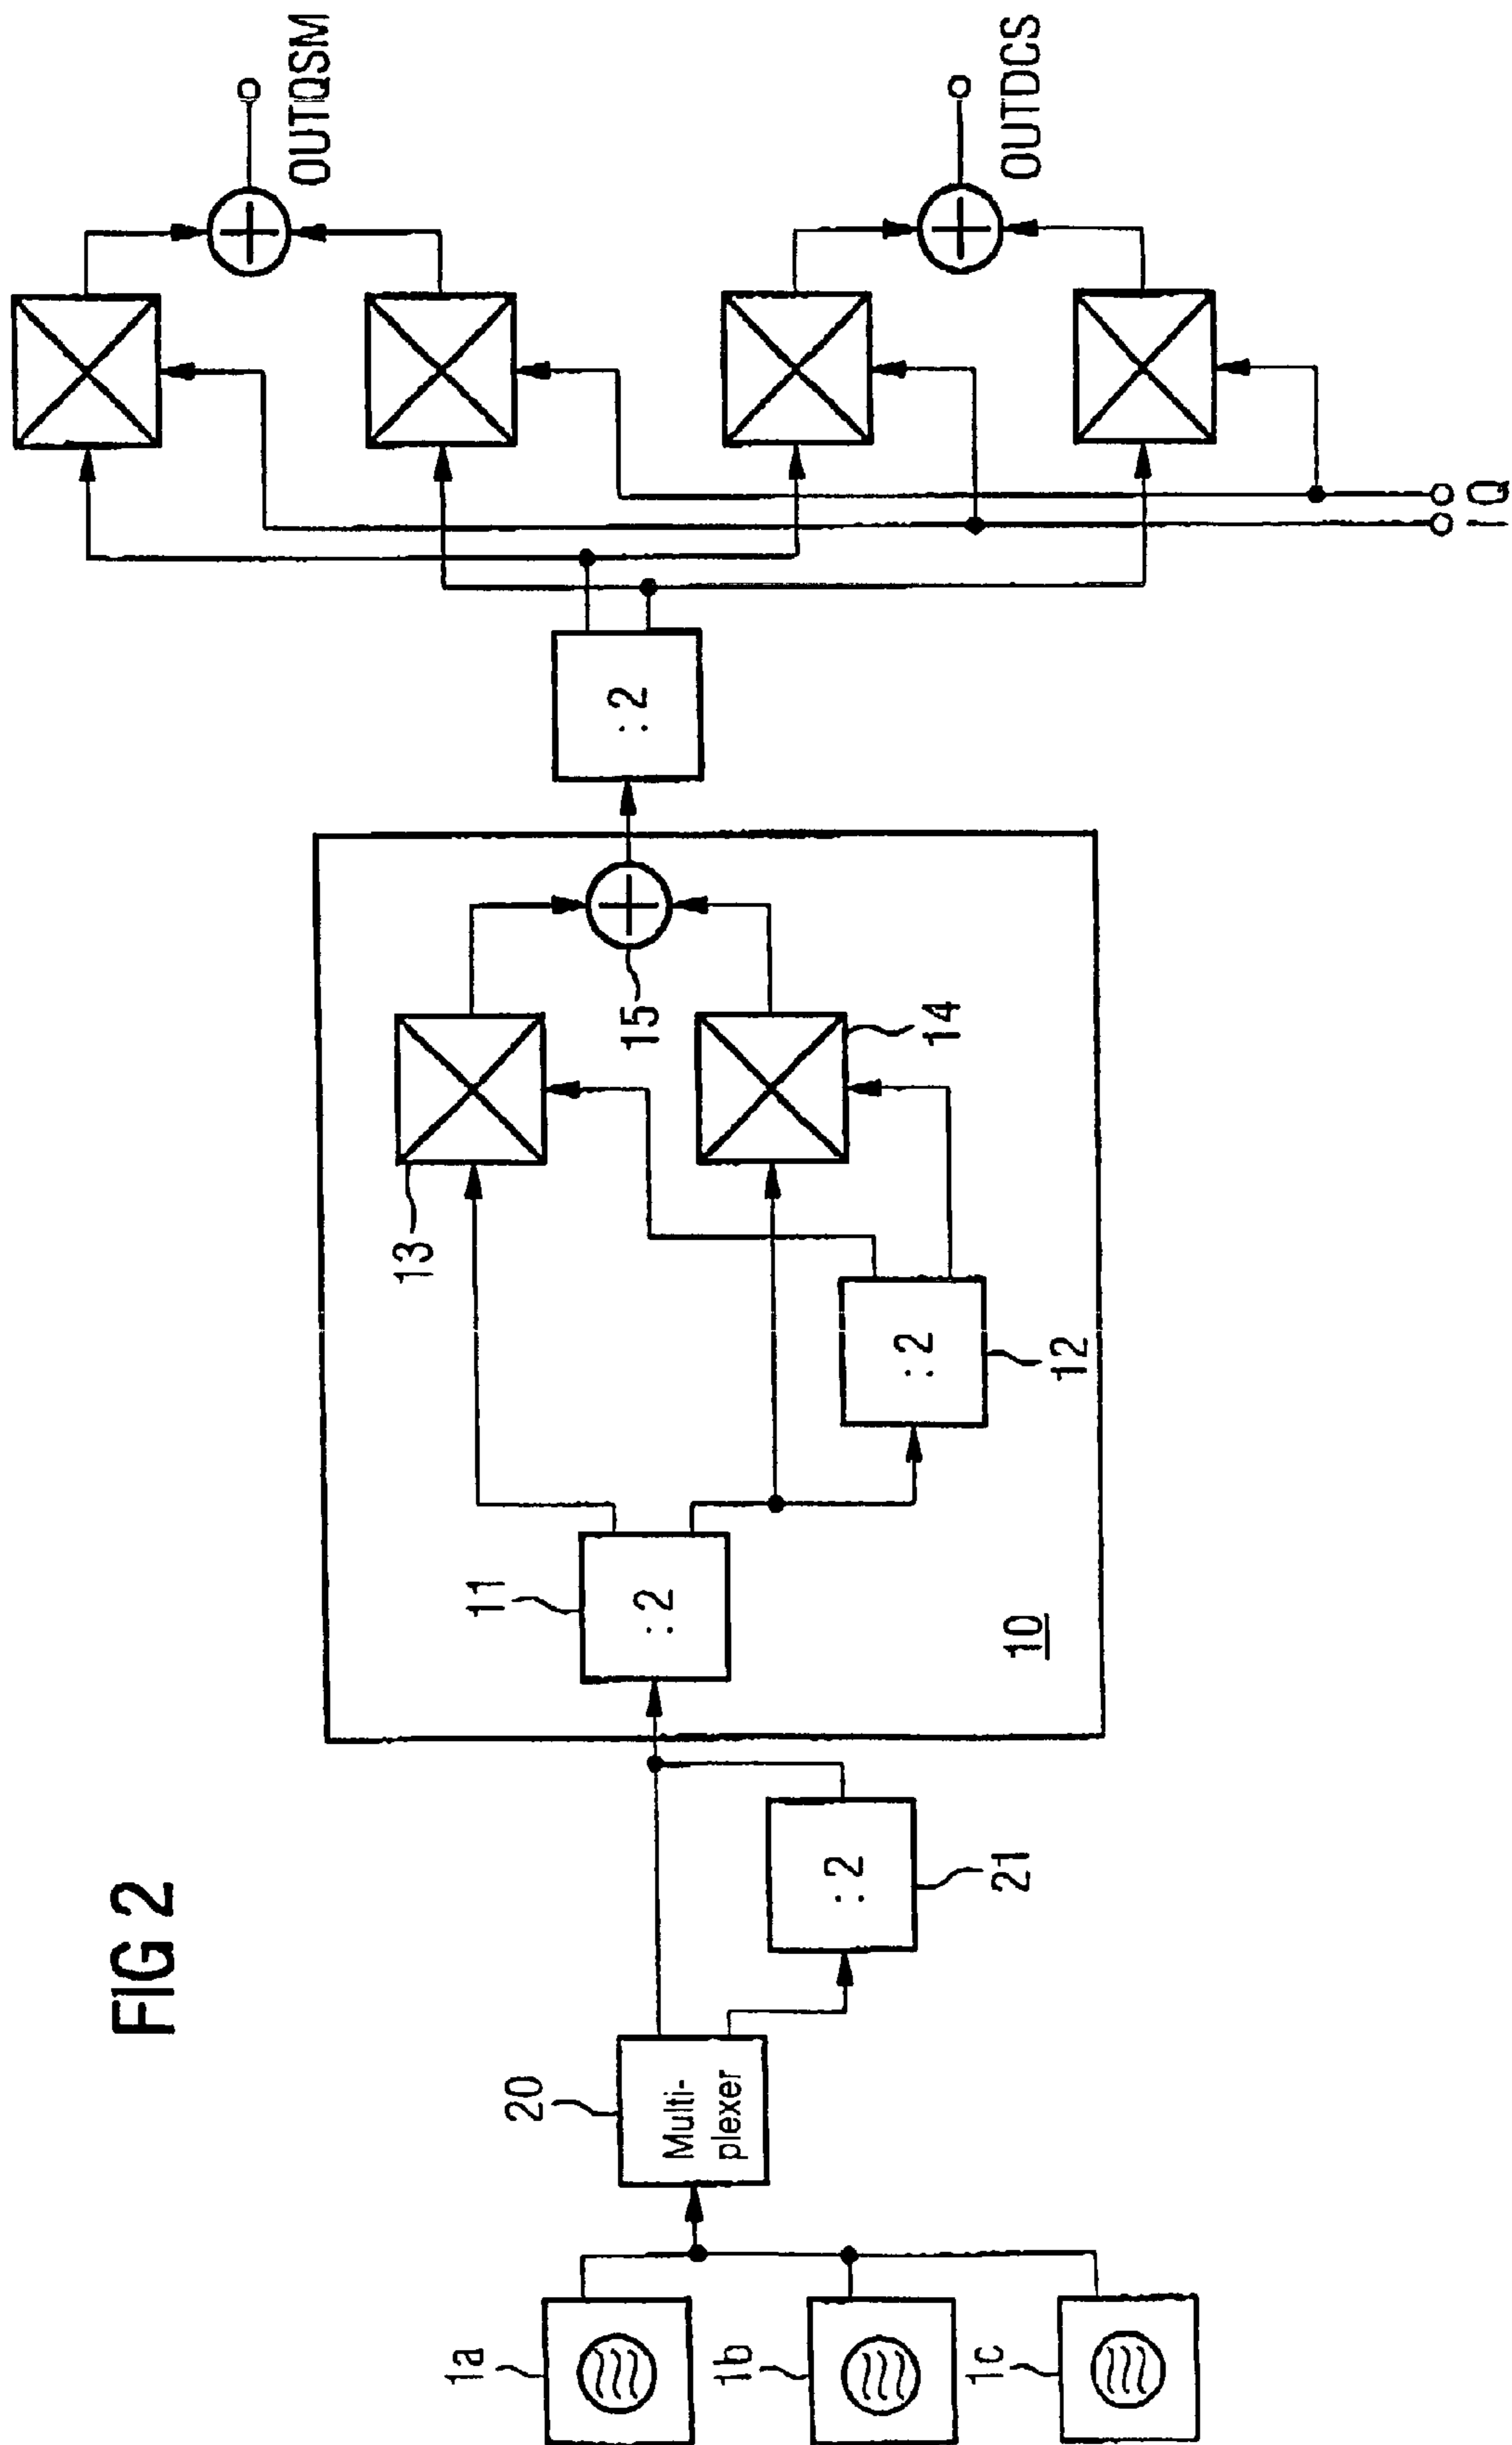 FIG 2
1a
1b
1c
20
Multi-
plexer
: 2
21
10
11
: 2
: 2
12
13
14
15
: 2
I
Q
OUTQSM
OUTDCS